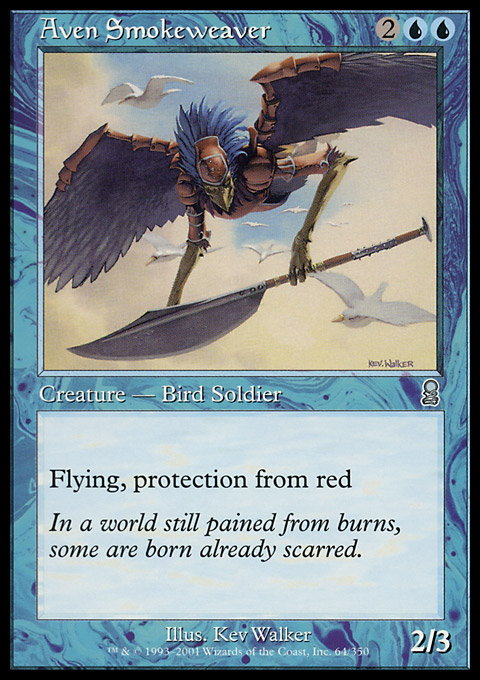 Aven Smokeweaver 2
KEV. WALKER
Creature — Bird Soldier
Flying, protection from red
In a world still pained from burns,
some are born already scarred.
Illus. Kev Walker
™ & © 1993–2001 Wizards of the Coast, Inc. 64/350
2/3